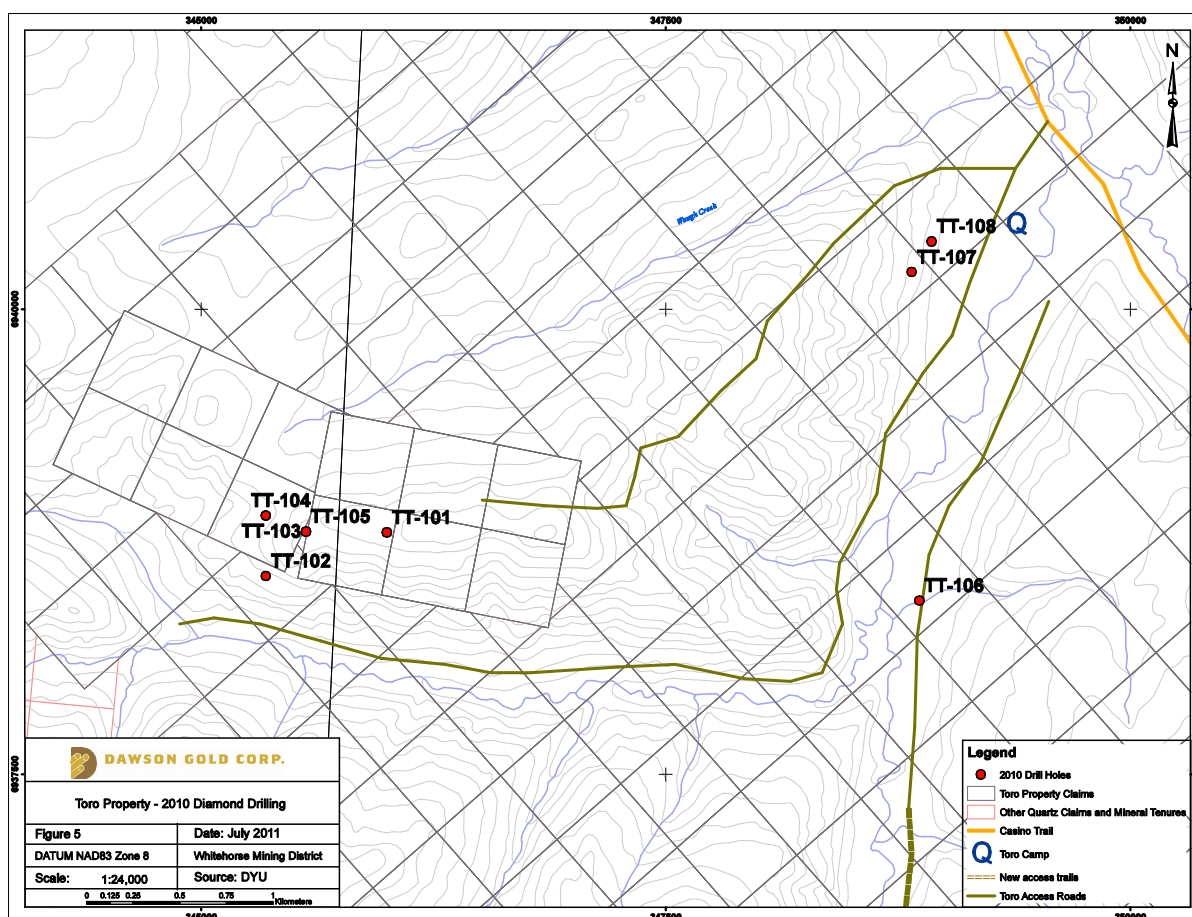 345000 347500 350000
N
Waugh Creek
TT-108
Q
TT-107
6940000
TT-104
TT-103
TT-105
TT-101
TT-102
TT-106
6937500
DAWSON GOLD CORP.
Toro Property - 2010 Diamond Drilling
Figure 5 Date: July 2011
DATUM NAD83 Zone 8 Whitehorse Mining District
Scale: 1:24,000 Source: DYU
0 0.125 0.25 0.5 0.75 1
Kilometers
Legend
2010 Drill Holes
Toro Property Claims
Other Quartz Claims and Mineral Tenures
Casino Trail
Q Toro Camp
New access trails
Toro Access Roads
345000 347500 350000